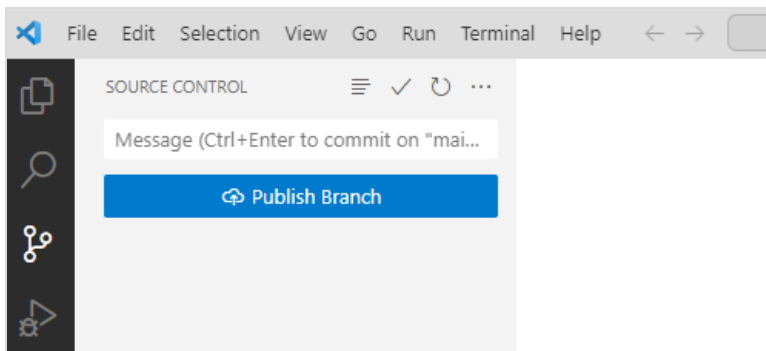 File Edit Selection View Go Run Terminal Help
SOURCE CONTROL
Message (Ctrl+Enter to commit on "mai...
Publish Branch